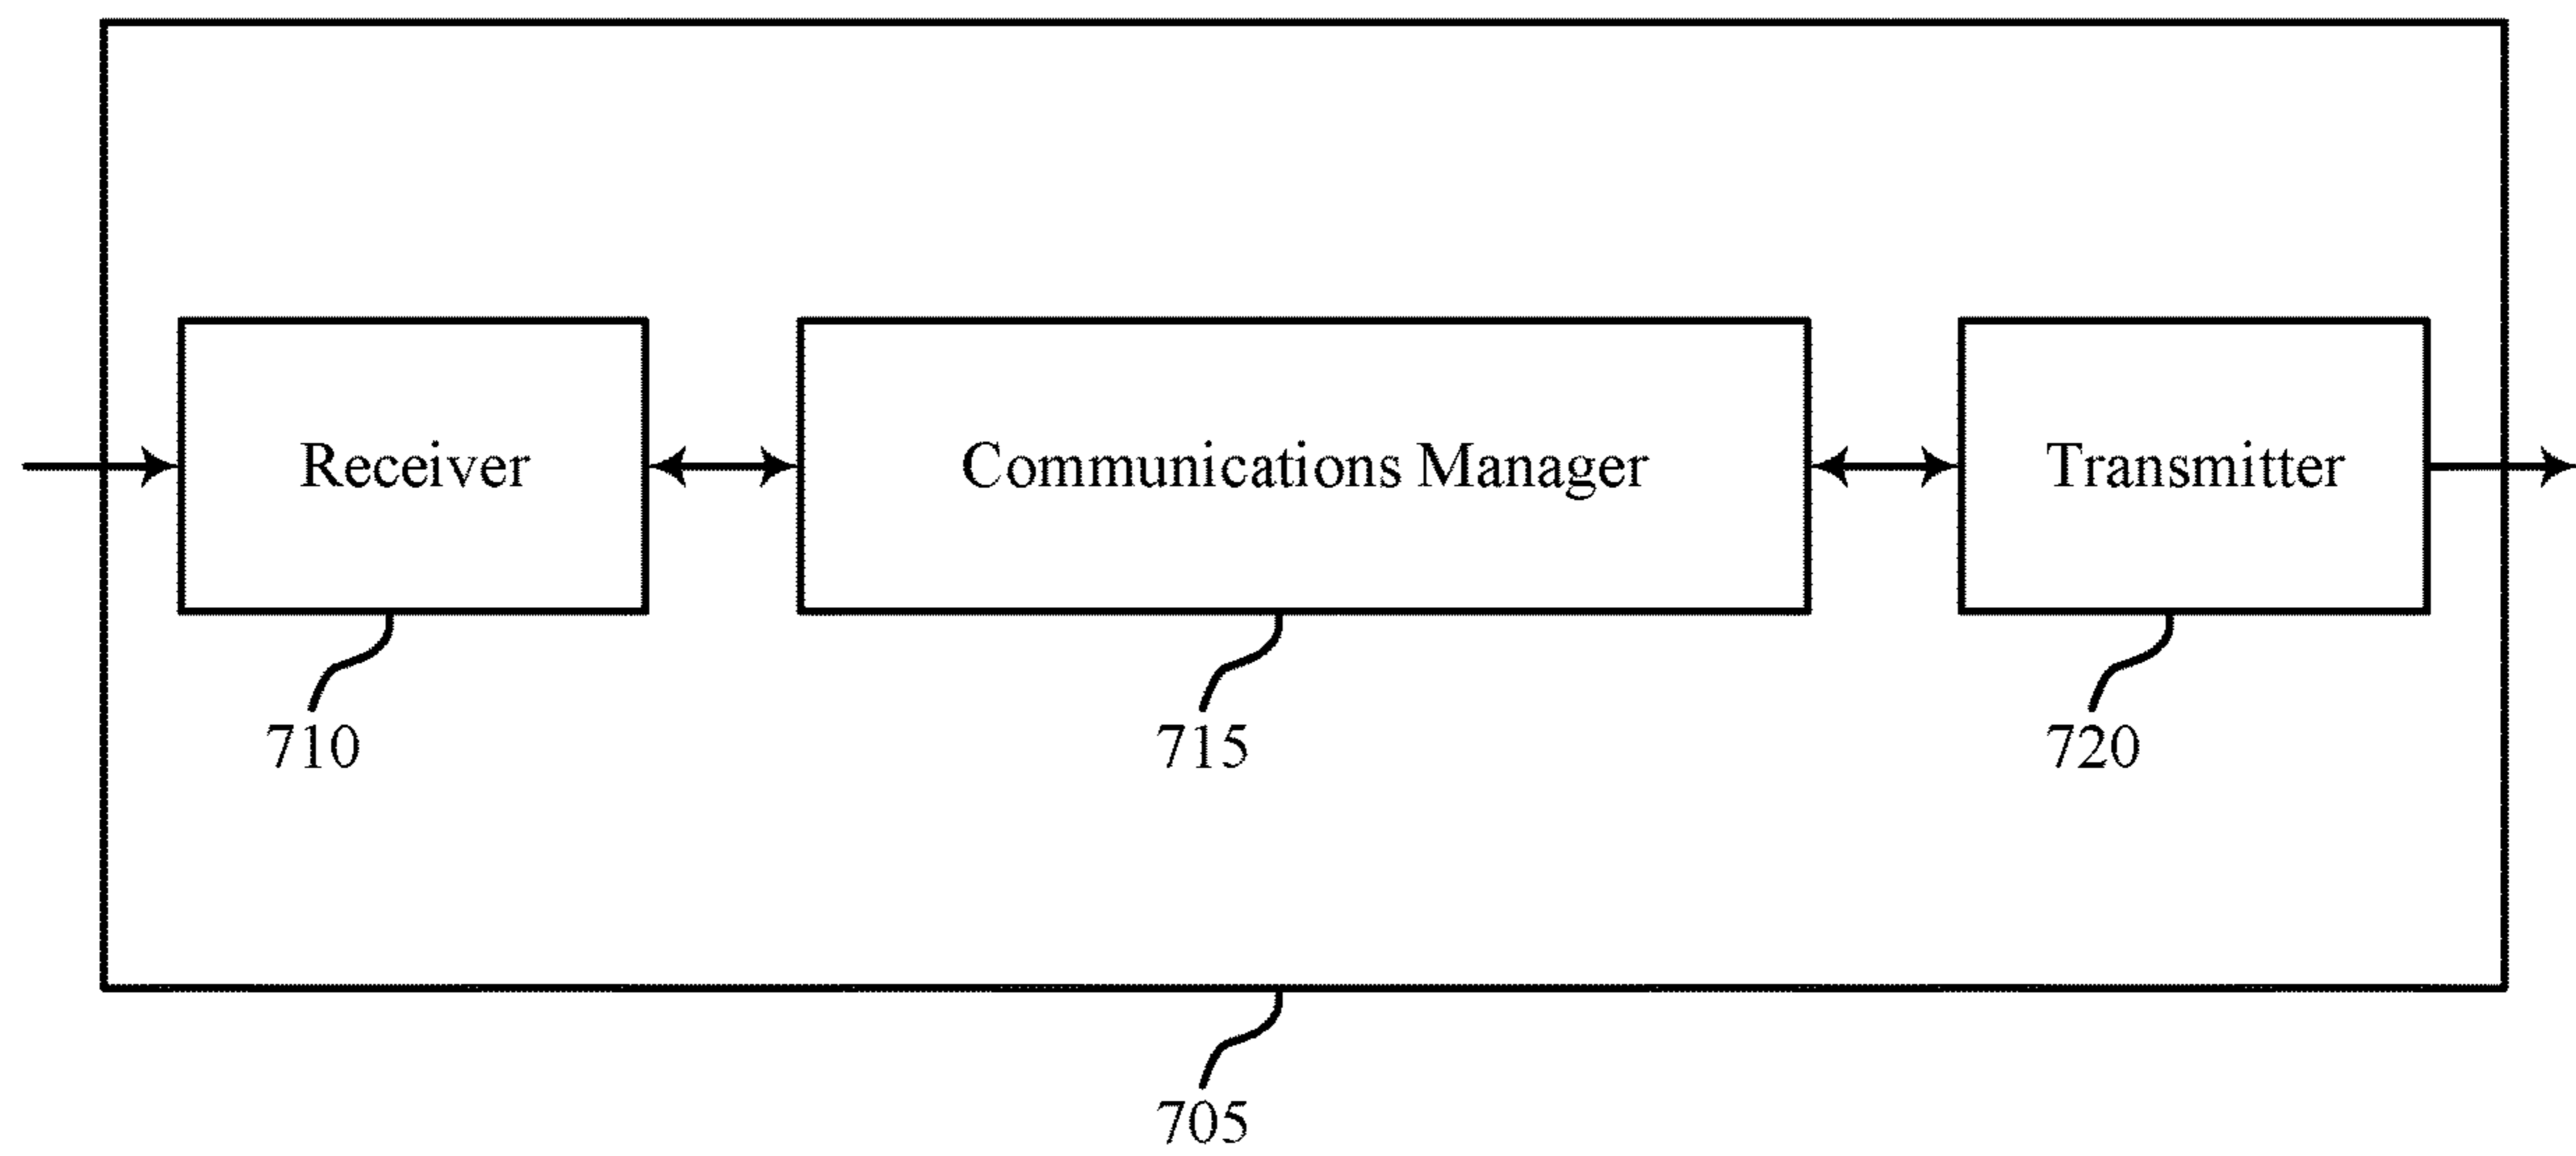 Receiver
Communications Manager
Transmitter
710
715
720
705